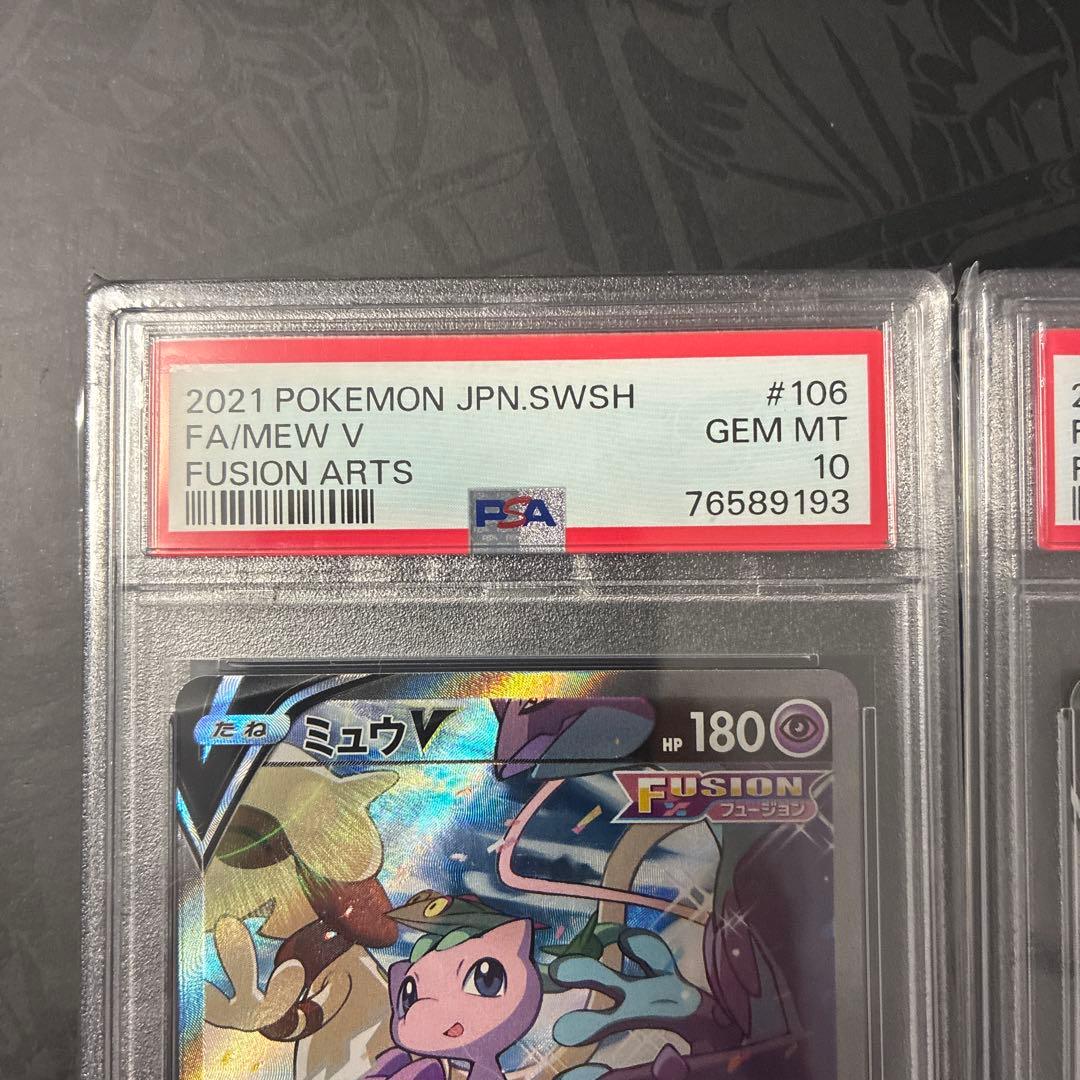 2021 POKEMON JPN.SWSH #106
FA/MEW V GEM MT
FUSION ARTS 10
76589193
PSA
たね ミュウV HP 180
FUSION
フュージョン